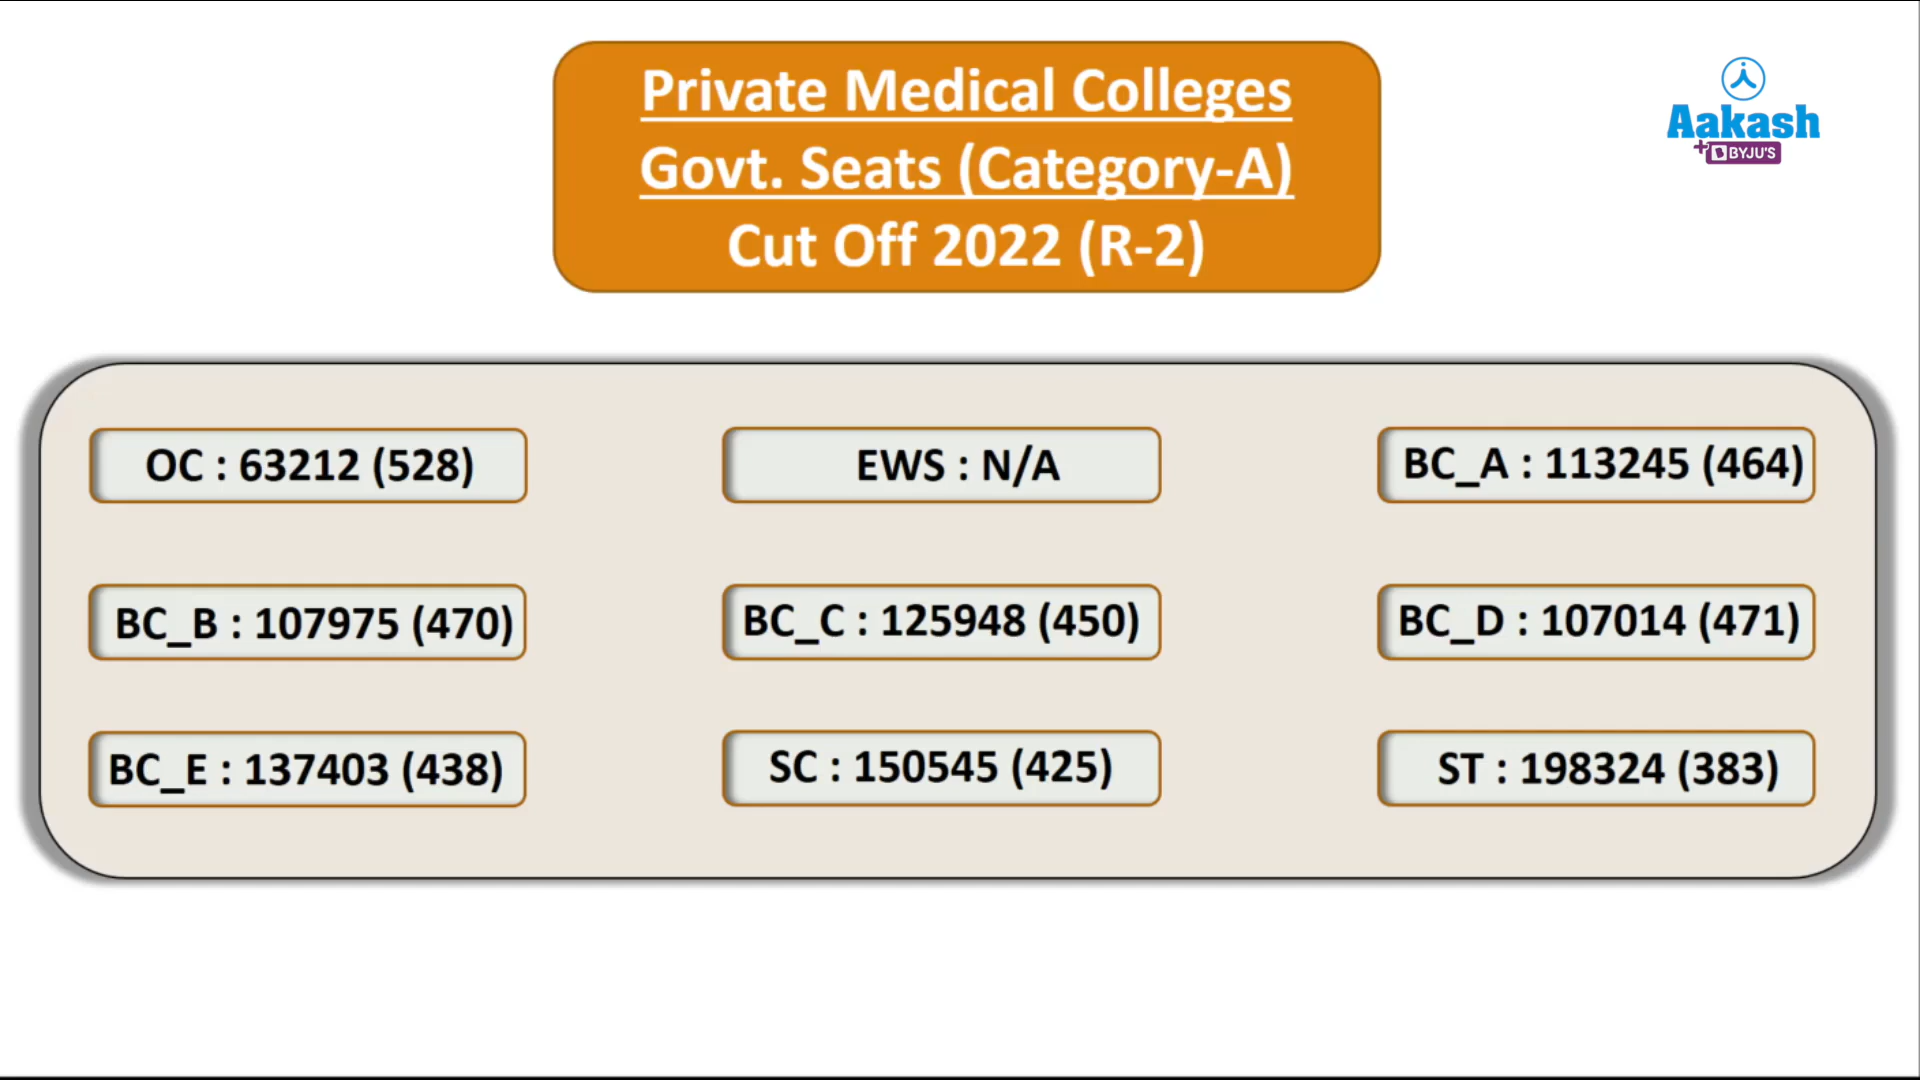 Private Medical Colleges
Govt. Seats (Category-A)
Cut Off 2022 (R-2)
Aakash
+ BYJU'S
OC : 63212 (528)
EWS : N/A
BC_A : 113245 (464)
BC_B : 107975 (470)
BC_C : 125948 (450)
BC_D : 107014 (471)
BC_E : 137403 (438)
SC : 150545 (425)
ST : 198324 (383)